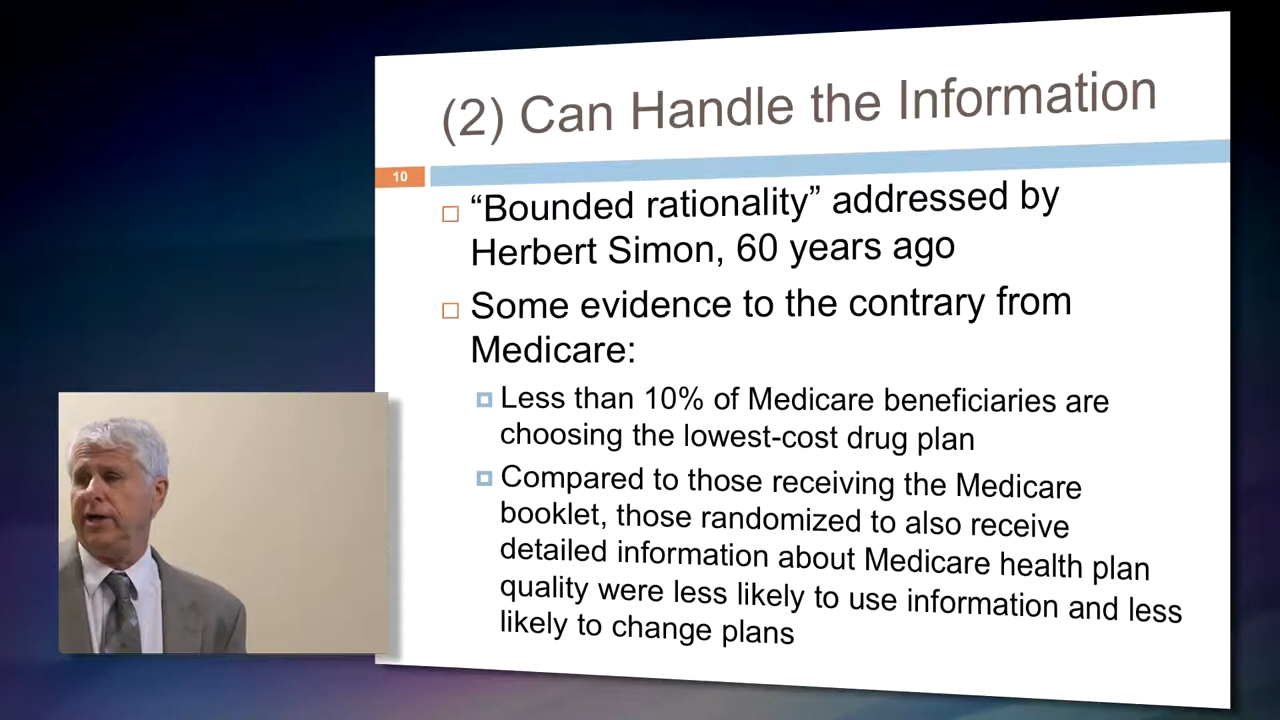 (2) Can Handle the Information
10
“Bounded rationality” addressed by
Herbert Simon, 60 years ago
Some evidence to the contrary from
Medicare:
Less than 10% of Medicare beneficiaries are
choosing the lowest-cost drug plan
Compared to those receiving the Medicare
booklet, those randomized to also receive
detailed information about Medicare health plan
quality were less likely to use information and less
likely to change plans